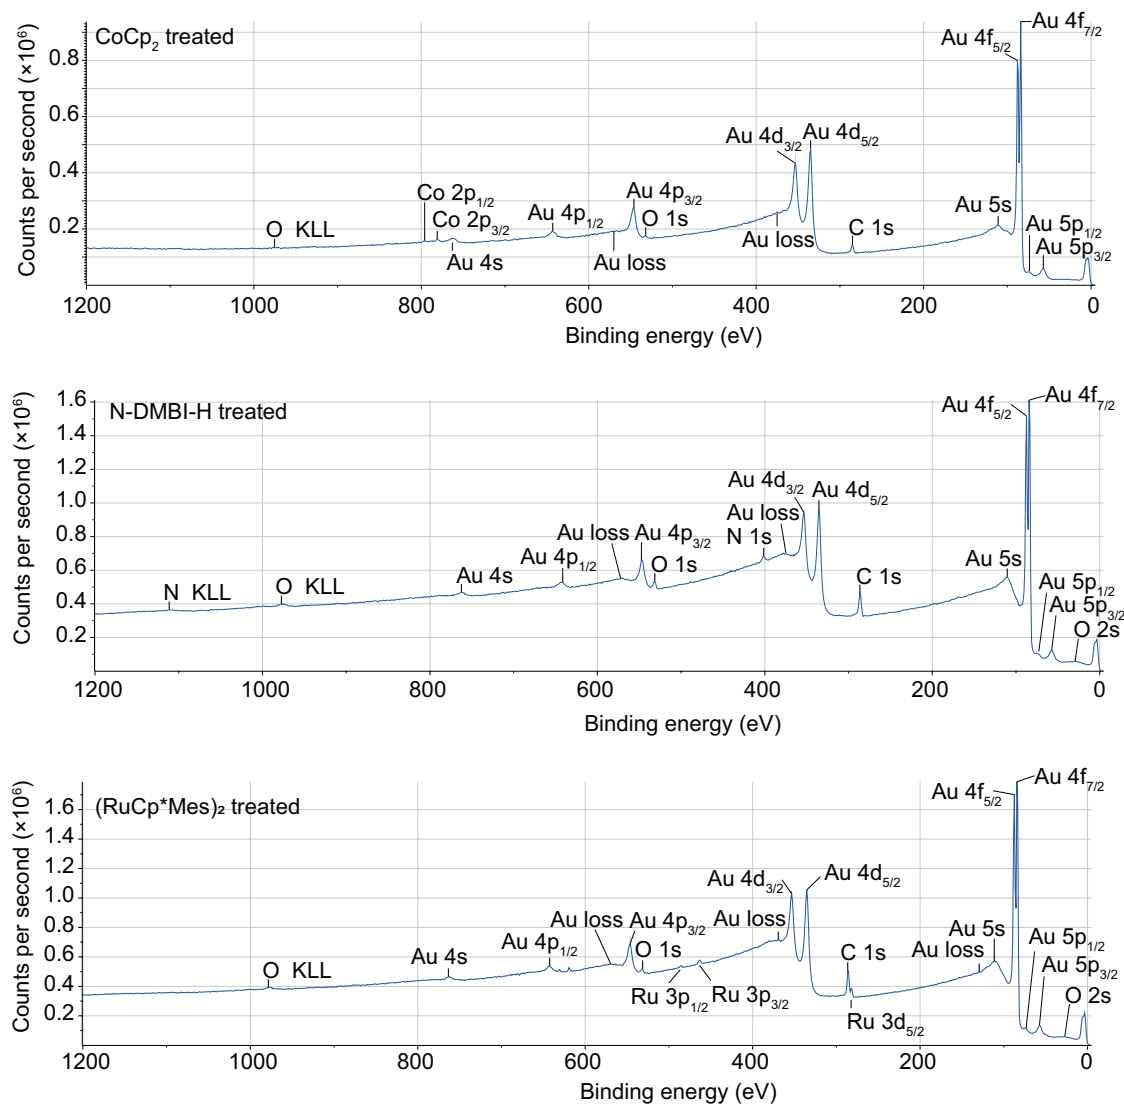 CoCp₂ treated
Au 4f₇/₂
Au 4f₅/₂
Counts per second (×10⁶)
0.8
0.6
0.4
0.2
Au 4d₃/₂
Au 4d₅/₂
Co 2p₁/₂
Co 2p₃/₂
Au 4p₁/₂
Au 4p₃/₂
O 1s
Au 5s
C 1s
Au 5p₁/₂
Au 5p₃/₂
O KLL
Au 4s
Au loss
Au loss
1200 1000 800 600 400 200 0
Binding energy (eV)
N-DMBI-H treated
Au 4f₇/₂
Au 4f₅/₂
Counts per second (×10⁶)
1.6
1.4
1.2
1.0
0.8
0.6
0.4
0.2
Au 4d₃/₂
Au 4d₅/₂
Au loss
N 1s
Au loss
Au 4p₃/₂
Au 4p₁/₂
O 1s
Au 4s
C 1s
Au 5s
N KLL
O KLL
Au 5p₁/₂
Au 5p₃/₂
O 2s
1200 1000 800 600 400 200 0
Binding energy (eV)
(RuCp*Mes)₂ treated
Au 4f₇/₂
Au 4f₅/₂
Counts per second (×10⁶)
1.6
1.4
1.2
1.0
0.8
0.6
0.4
0.2
Au 4d₃/₂
Au 4d₅/₂
Au loss
Au 4p₃/₂
Au loss
Au 4p₁/₂
O 1s
Au 4s
C 1s
Au loss
Au 5s
Au 5p₁/₂
Au 5p₃/₂
O 2s
O KLL
Ru 3p₁/₂
Ru 3p₃/₂
Ru 3d₅/₂
1200 1000 800 600 400 200 0
Binding energy (eV)